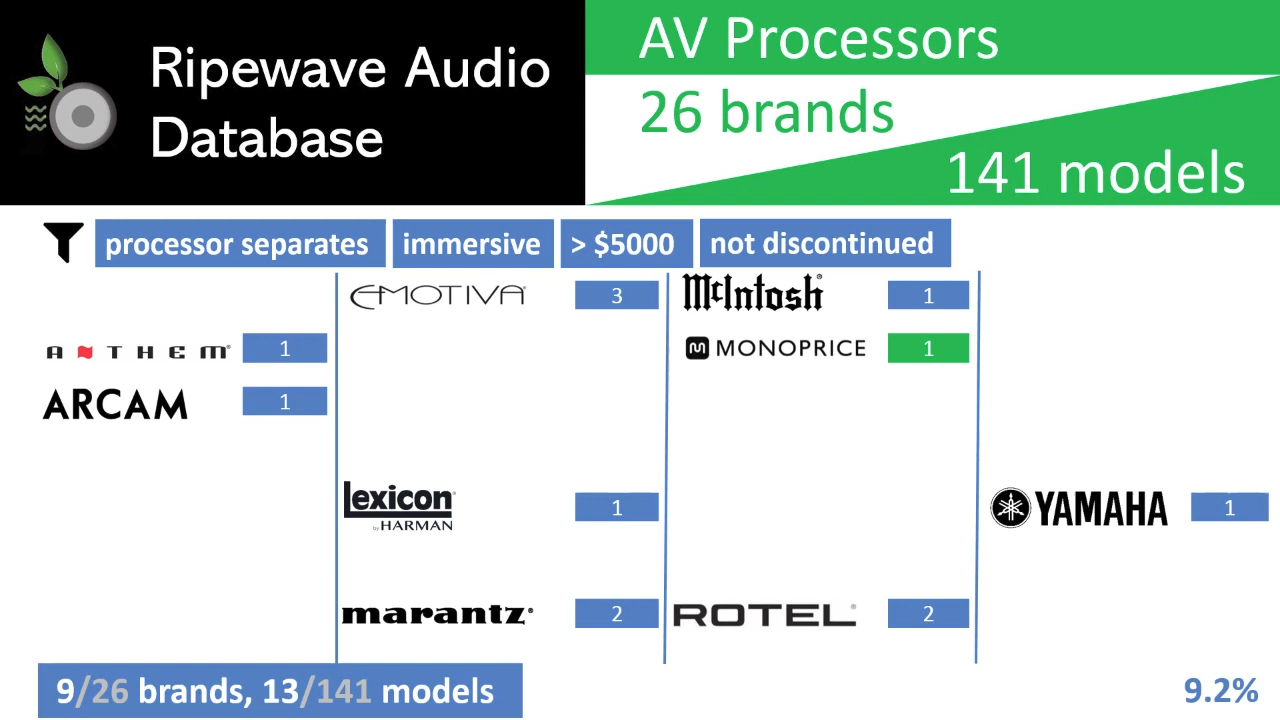 Ripewave Audio
Database
AV Processors
26 brands
141 models
processor separates immersive > $5000 not discontinued
ANTHEM 1
ARCAM 1
EMOTIVA 3
Lexicon 1
by HARMAN
marantz 2
McIntosh 1
MONOPRICE 1
ROTEL 2
YAMAHA 1
9/26 brands, 13/141 models
9.2%